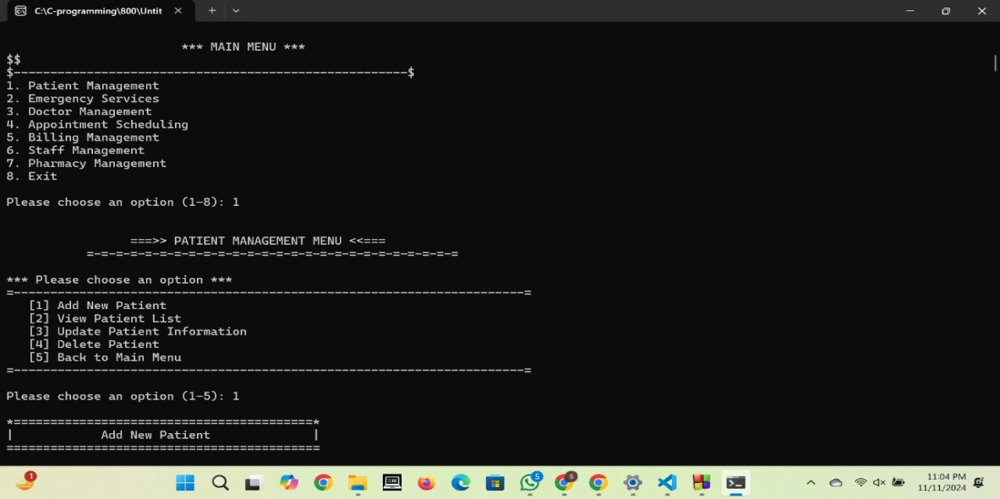 C:\C-programming\800\Untit
*** MAIN MENU ***
$$
$------------------------------------------------------$
1. Patient Management
2. Emergency Services
3. Doctor Management
4. Appointment Scheduling
5. Billing Management
6. Staff Management
7. Pharmacy Management
8. Exit
Please choose an option (1-8): 1
===>> PATIENT MANAGEMENT MENU <<===
=-=-=-=-=-=-=-=-=-=-=-=-=-=-=-=-=-=-=-=-=-=-=-=-=-=
*** Please choose an option ***
=----------------------------------------------------------------------=
[1] Add New Patient
[2] View Patient List
[3] Update Patient Information
[4] Delete Patient
[5] Back to Main Menu
=----------------------------------------------------------------------=
Please choose an option (1-5): 1
*=========================================*
| Add New Patient |
===========================================
1
5
S
11:04 PM
11/11/2024